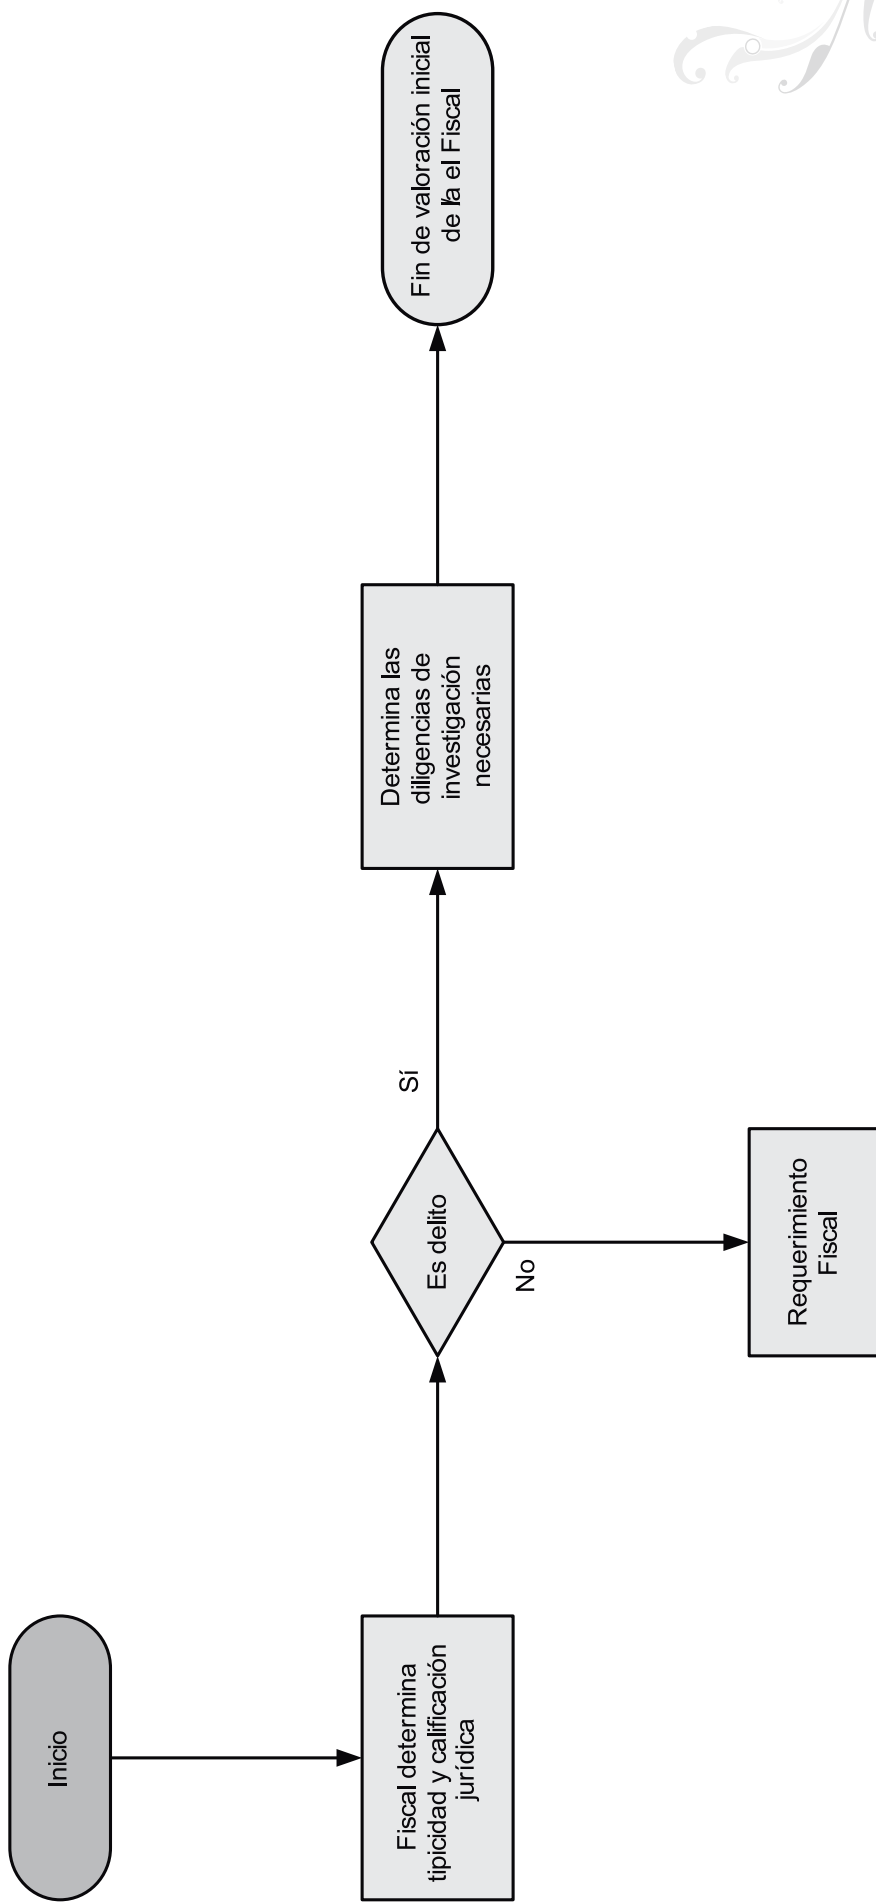 Inicio
Fiscal determina
tipicidad y calificación
jurídica
Es delito
Sí
No
Requerimiento
Fiscal
Determina las
diligencias de
investigación
necesarias
Fin de valoración inicial
de la el Fiscal